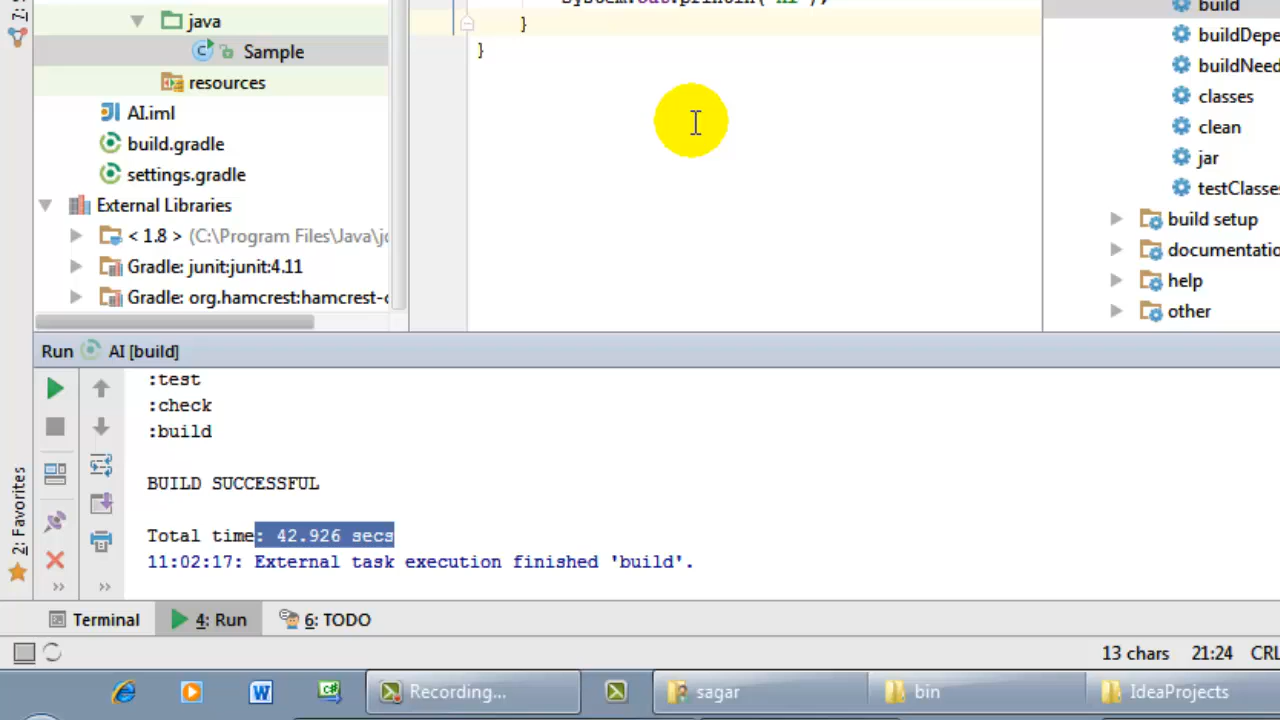 java
Sample
resources
AI.iml
build.gradle
settings.gradle
External Libraries
< 1.8 > (C:\Program Files\Java\j
Gradle: junit:junit:4.11
Gradle: org.hamcrest:hamcrest-c
}
}
build
buildDepe
buildNeed
classes
clean
jar
testClasse
build setup
documentatio
help
other
Run AI [build]
:test
:check
:build
BUILD SUCCESSFUL
Total time: 42.926 secs
11:02:17: External task execution finished 'build'.
2: Favorites
Terminal
4: Run
6: TODO
13 chars 21:24 CRL
Recording...
sagar
bin
IdeaProjects